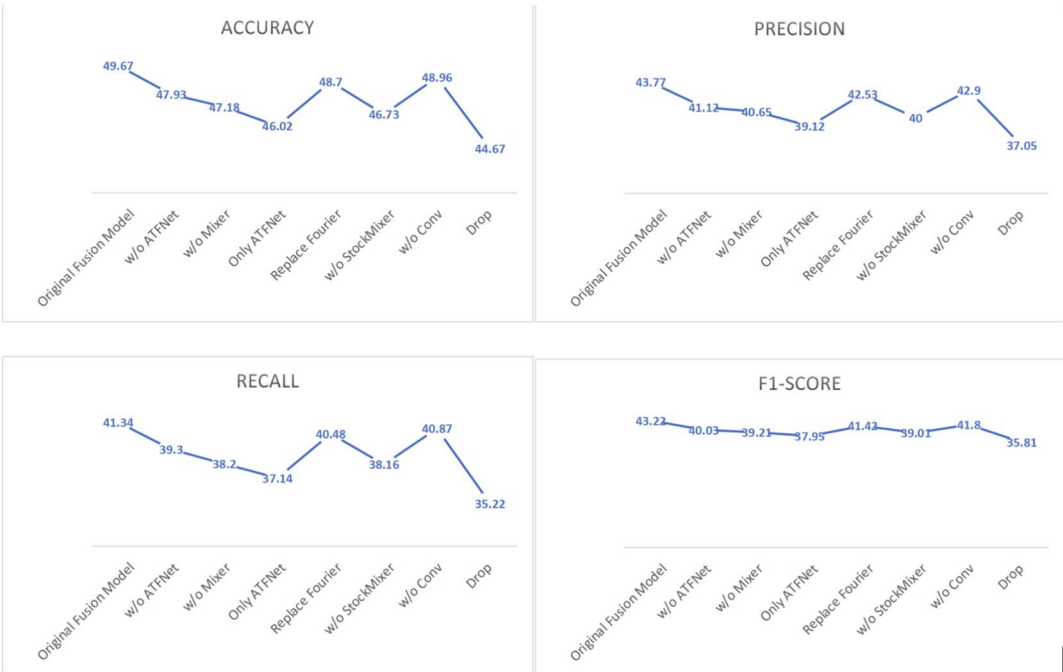 ACCURACY
49.67
47.93
47.18
46.02
48.7
46.73
48.96
44.67
Original Fusion Model
w/o ATFNet
w/o Mixer
Only ATFNet
Replace Fourier
w/o StockMixer
w/o Conv
Drop
PRECISION
43.77
41.12
40.65
39.12
42.53
40
42.9
37.05
Original Fusion Model
w/o ATFNet
w/o Mixer
Only ATFNet
Replace Fourier
w/o StockMixer
w/o Conv
Drop
RECALL
41.34
39.3
38.2
37.14
40.48
38.16
40.87
35.22
Original Fusion Model
w/o ATFNet
w/o Mixer
Only ATFNet
Replace Fourier
w/o StockMixer
w/o Conv
Drop
F1-SCORE
43.22
40.03
39.21
37.95
41.42
39.01
41.8
35.81
Original Fusion Model
w/o ATFNet
w/o Mixer
Only ATFNet
Replace Fourier
w/o StockMixer
w/o Conv
Drop